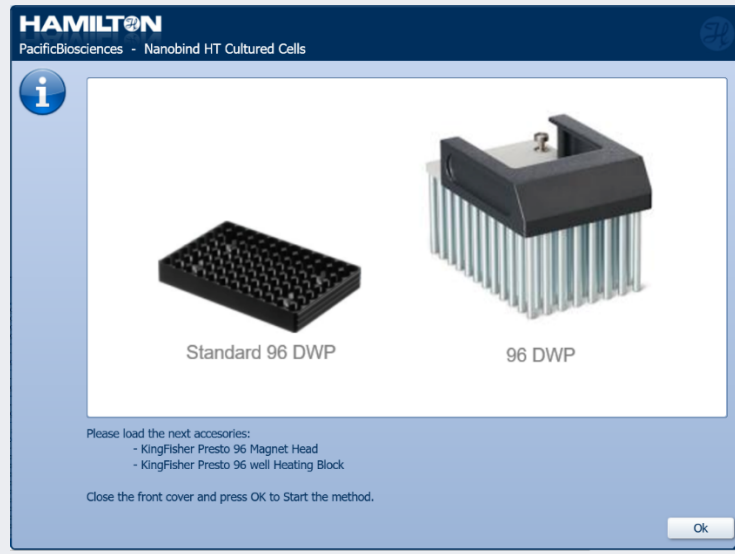 HAMILTON
PacificBiosciences - Nanobind HT Cultured Cells
Standard 96 DWP
96 DWP
Please load the next accesories:
- KingFisher Presto 96 Magnet Head
- KingFisher Presto 96 well Heating Block
Close the front cover and press OK to Start the method.
Ok